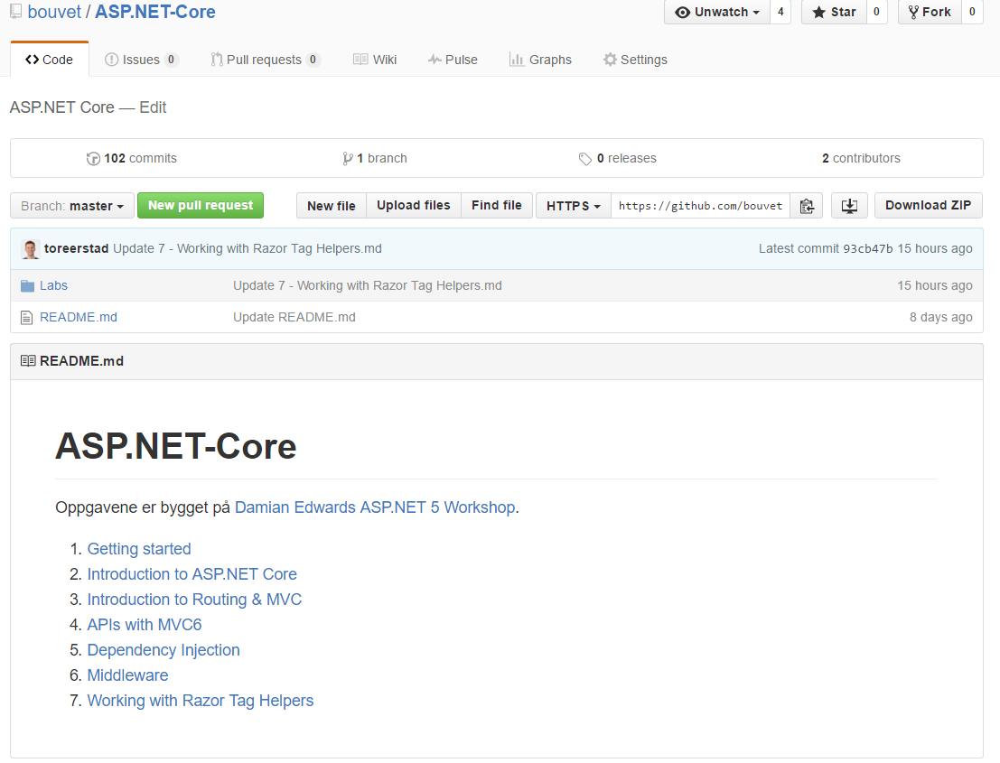 bouvet / ASP.NET-Core Unwatch 4 Star 0 Fork 0
Code Issues 0 Pull requests 0 Wiki Pulse Graphs Settings
ASP.NET Core — Edit
102 commits 1 branch 0 releases 2 contributors
Branch: master New pull request New file Upload files Find file HTTPS https://github.com/bouvet Download ZIP
toreerstad Update 7 - Working with Razor Tag Helpers.md Latest commit 93cb47b 15 hours ago
Labs Update 7 - Working with Razor Tag Helpers.md 15 hours ago
README.md Update README.md 8 days ago
README.md
ASP.NET-Core
Oppgavene er bygget på Damian Edwards ASP.NET 5 Workshop.
1. Getting started
2. Introduction to ASP.NET Core
3. Introduction to Routing & MVC
4. APIs with MVC6
5. Dependency Injection
6. Middleware
7. Working with Razor Tag Helpers